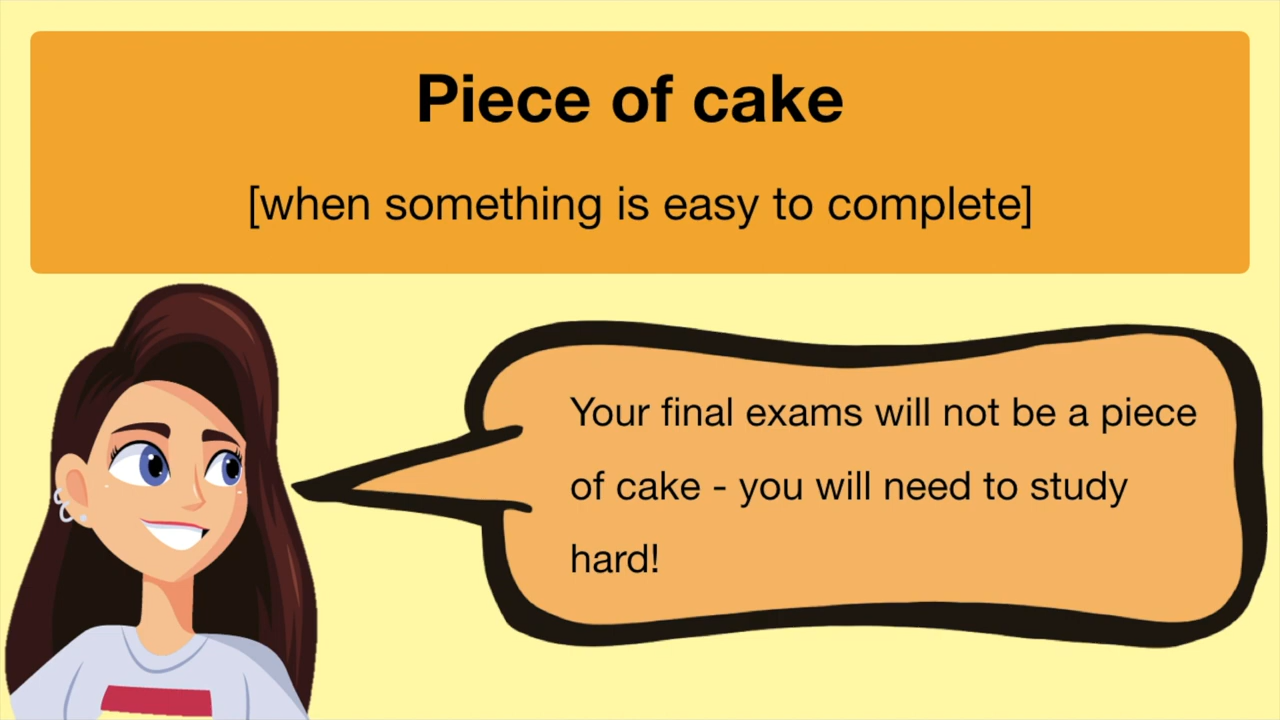 Piece of cake
[when something is easy to complete]
Your final exams will not be a piece
of cake - you will need to study
hard!